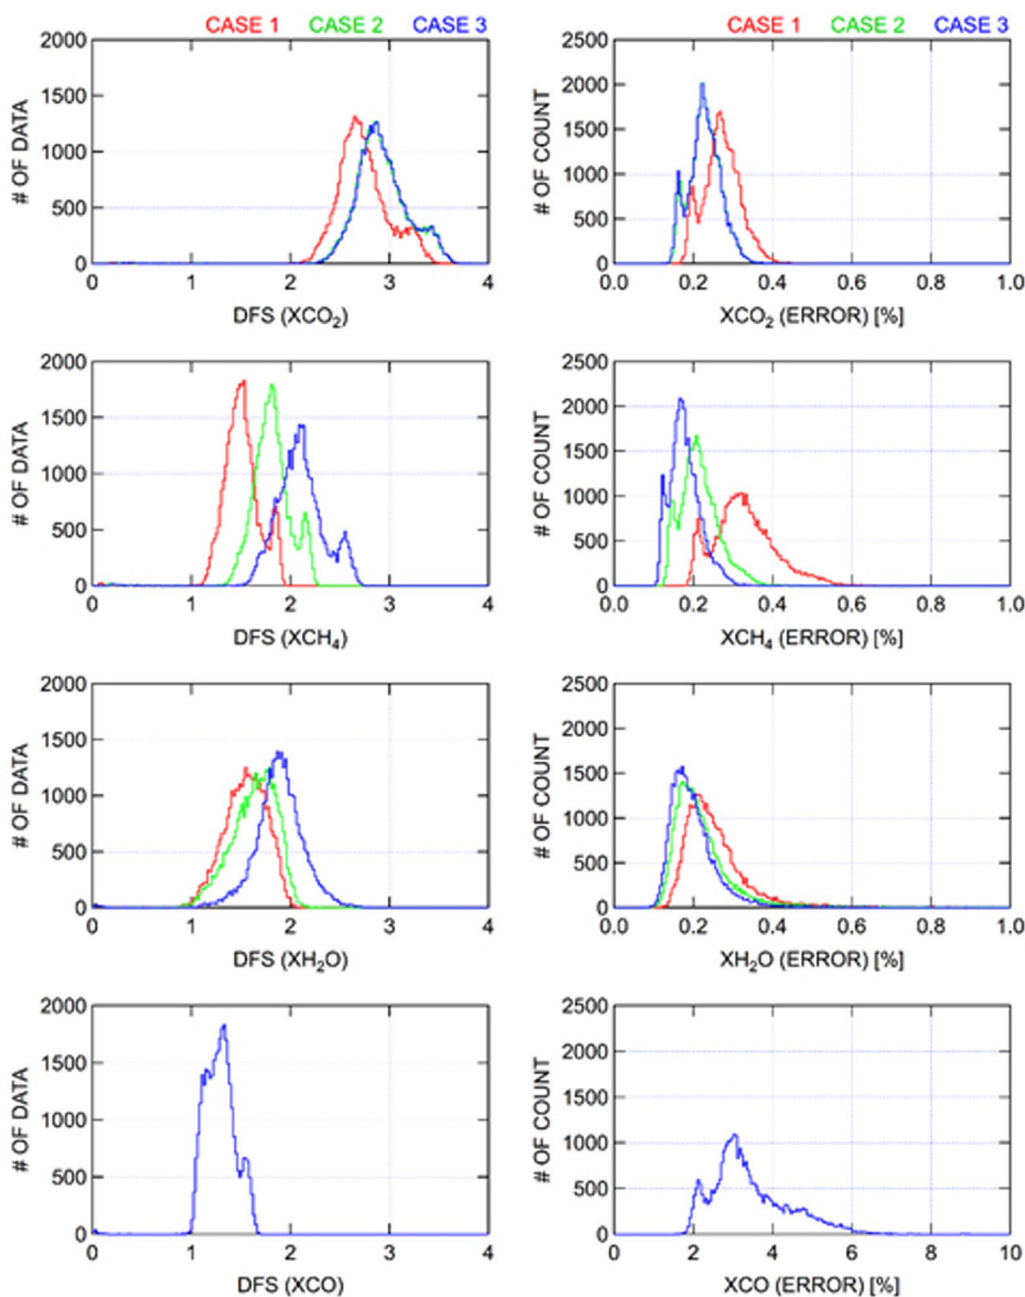 CASE 1 CASE 2 CASE 3
2000
1500
1000
500
0
# OF DATA
0 1 2 3 4
DFS (XCO₂)
CASE 1 CASE 2 CASE 3
2500
2000
1500
1000
500
0
# OF COUNT
0.0 0.2 0.4 0.6 0.8 1.0
XCO₂ (ERROR) [%]
2000
1500
1000
500
0
# OF DATA
0 1 2 3 4
DFS (XCH₄)
2500
2000
1500
1000
500
0
# OF COUNT
0.0 0.2 0.4 0.6 0.8 1.0
XCH₄ (ERROR) [%]
2000
1500
1000
500
0
# OF DATA
0 1 2 3 4
DFS (XH₂O)
2500
2000
1500
1000
500
0
# OF COUNT
0.0 0.2 0.4 0.6 0.8 1.0
XH₂O (ERROR) [%]
2000
1500
1000
500
0
# OF DATA
0 1 2 3 4
DFS (XCO)
2500
2000
1500
1000
500
0
# OF COUNT
0 2 4 6 8 10
XCO (ERROR) [%]